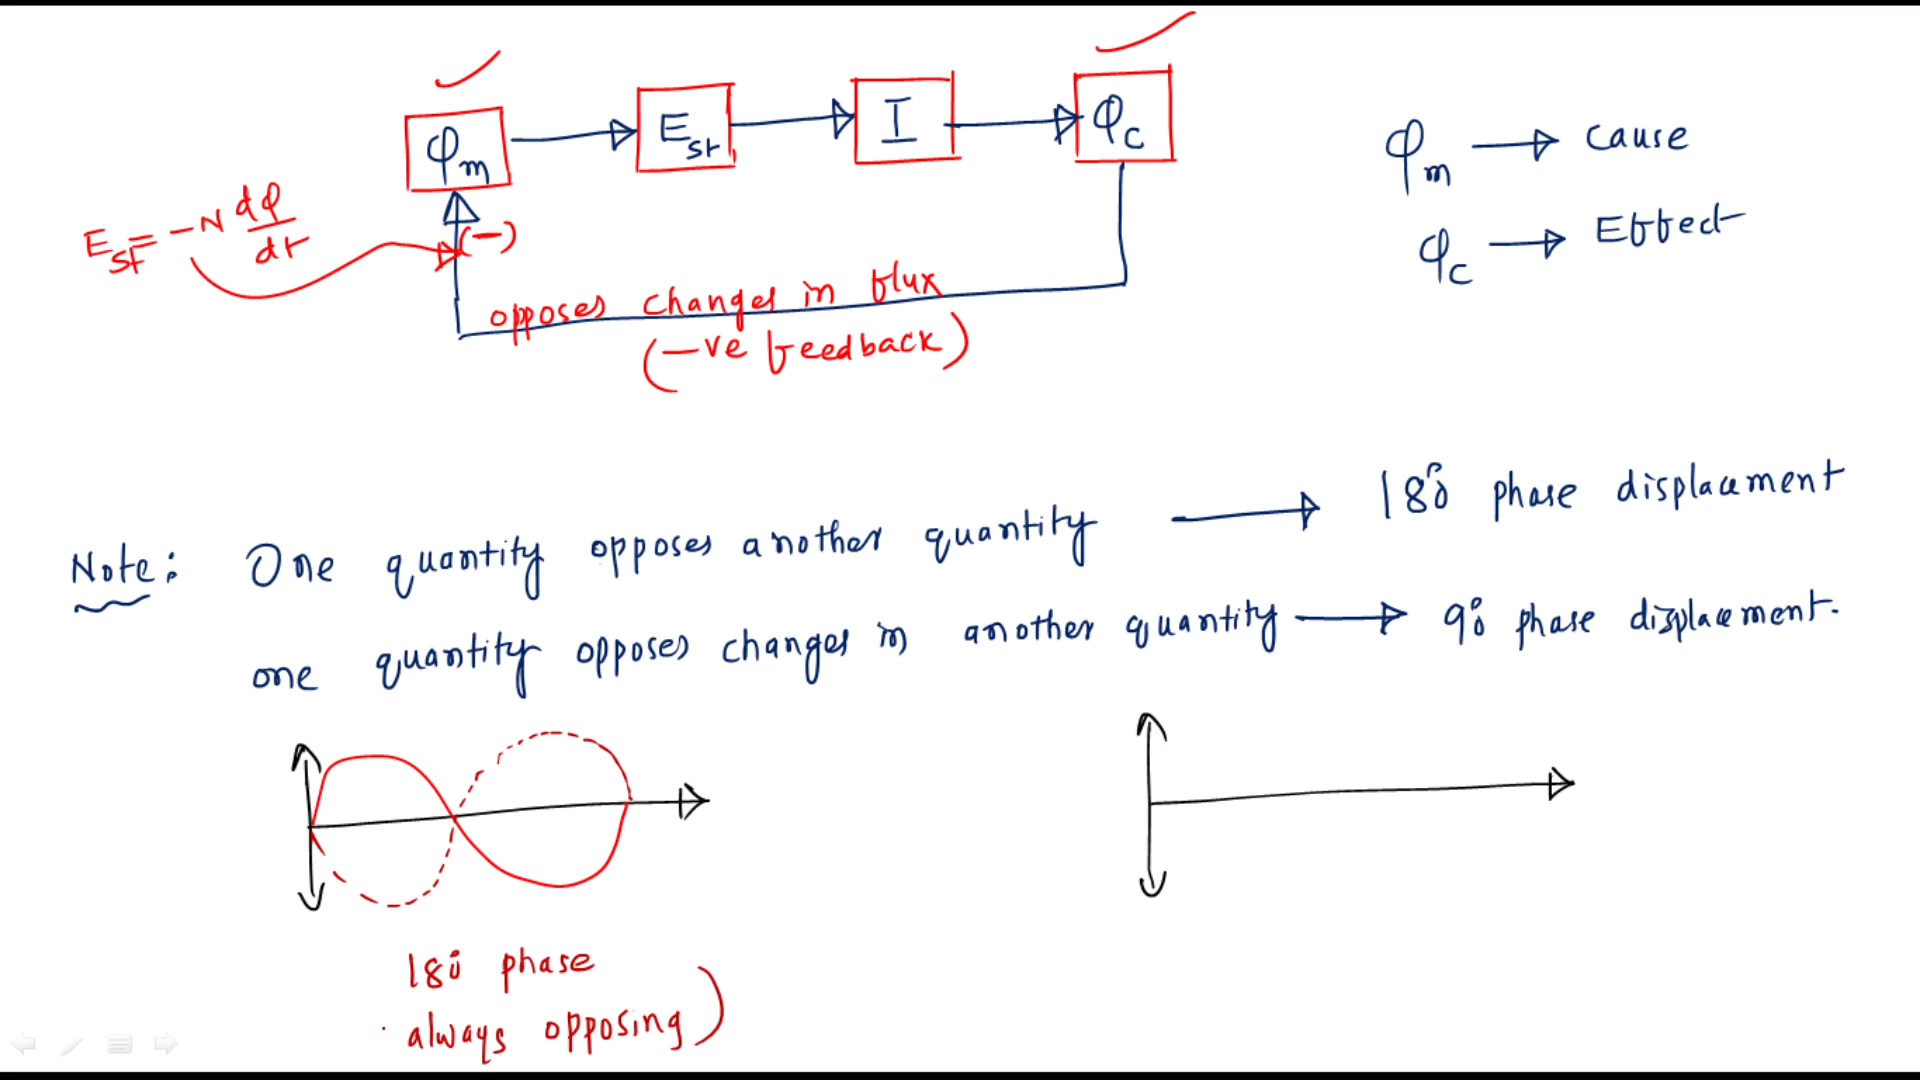 φm → Est → I → φc
φm → cause
φc → Effect
Esf = -N dφ/dt
(-)
opposes changes in flux
(-ve feedback)
Note: One quantity opposes another quantity → 180° phase displacement
one quantity opposes changes in another quantity → 90° phase displacement.
180° phase
always opposing)